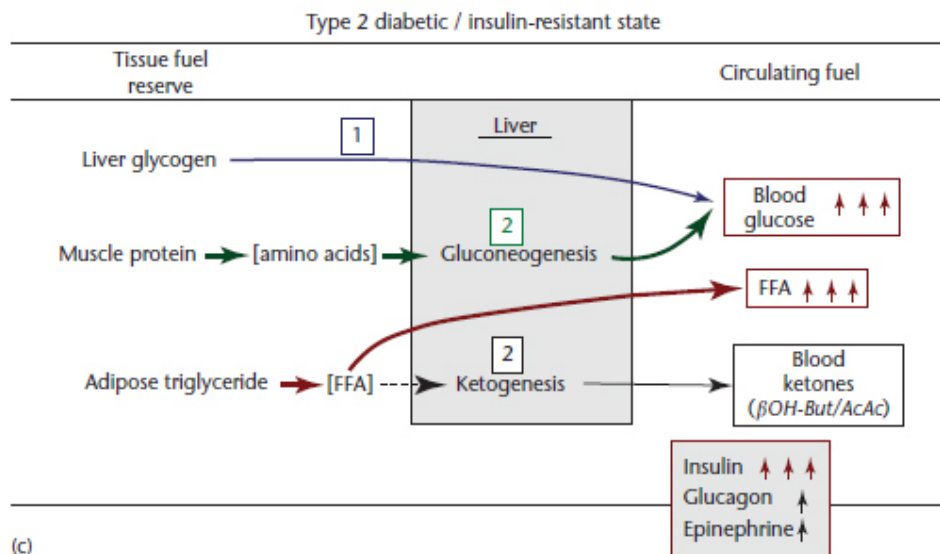 Type 2 diabetic / insulin-resistant state
Tissue fuel
reserve
Circulating fuel
Liver
1
Liver glycogen
Blood
glucose
2
Muscle protein
[amino acids]
Gluconeogenesis
FFA
2
Adipose triglyceride
[FFA]
Ketogenesis
Blood
ketones
(βOH-But/AcAc)
Insulin
Glucagon
Epinephrine
(c)